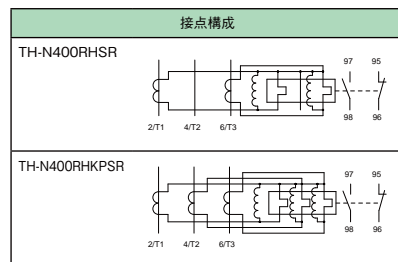 接点構成
TH-N400RHSR
97 95
98 96
2/T1 4/T2 6/T3
TH-N400RHKPSR
97 95
98 96
2/T1 4/T2 6/T3